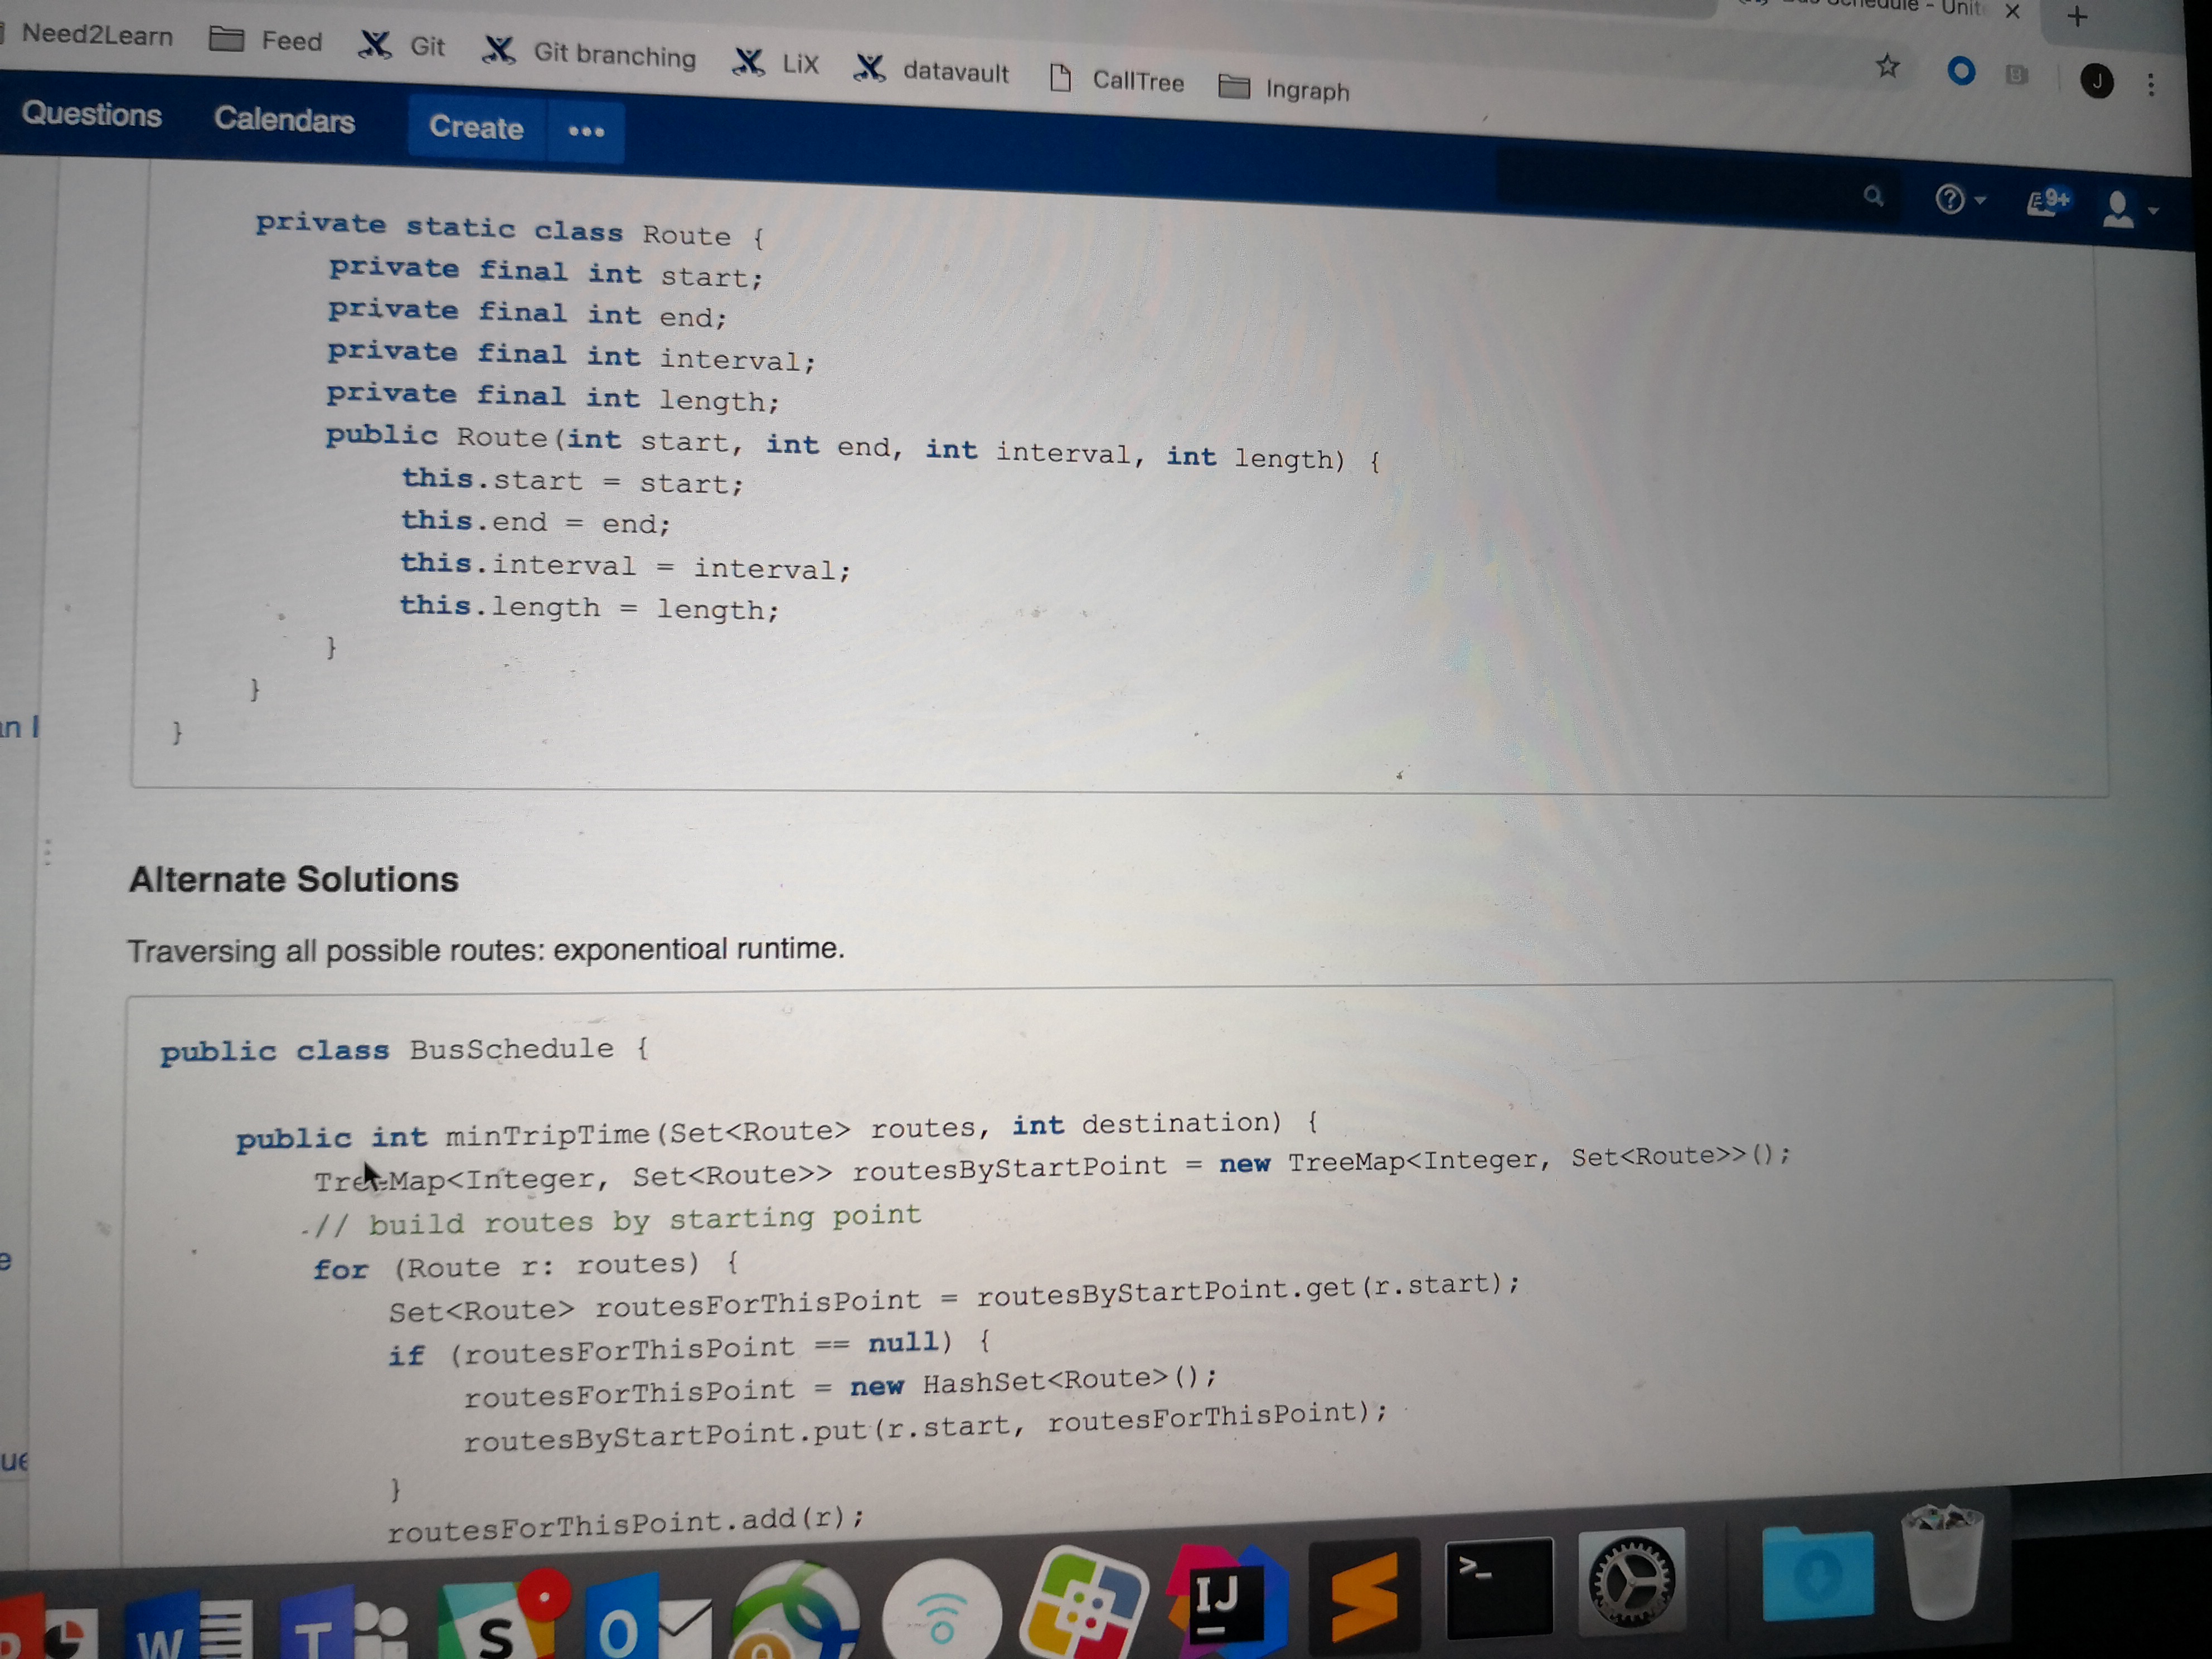 Need2Learn
Feed
Git
Git branching
LiX
datavault
CallTree
Ingraph
J
Questions
Calendars
Create
9+
private static class Route {
private final int start;
private final int end;
private final int interval;
private final int length;
public Route(int start, int end, int interval, int length) {
this.start = start;
this.end = end;
this.interval = interval;
this.length = length;
}
}
}
Alternate Solutions
Traversing all possible routes: exponentioal runtime.
public class BusSchedule {
public int minTripTime(Set<Route> routes, int destination) {
TreeMap<Integer, Set<Route>> routesByStartPoint = new TreeMap<Integer, Set<Route>>();
// build routes by starting point
for (Route r: routes) {
Set<Route> routesForThisPoint = routesByStartPoint.get(r.start);
if (routesForThisPoint == null) {
routesForThisPoint = new HashSet<Route>();
routesByStartPoint.put(r.start, routesForThisPoint);
}
routesForThisPoint.add(r);
W
T
S
O
IJ
>_